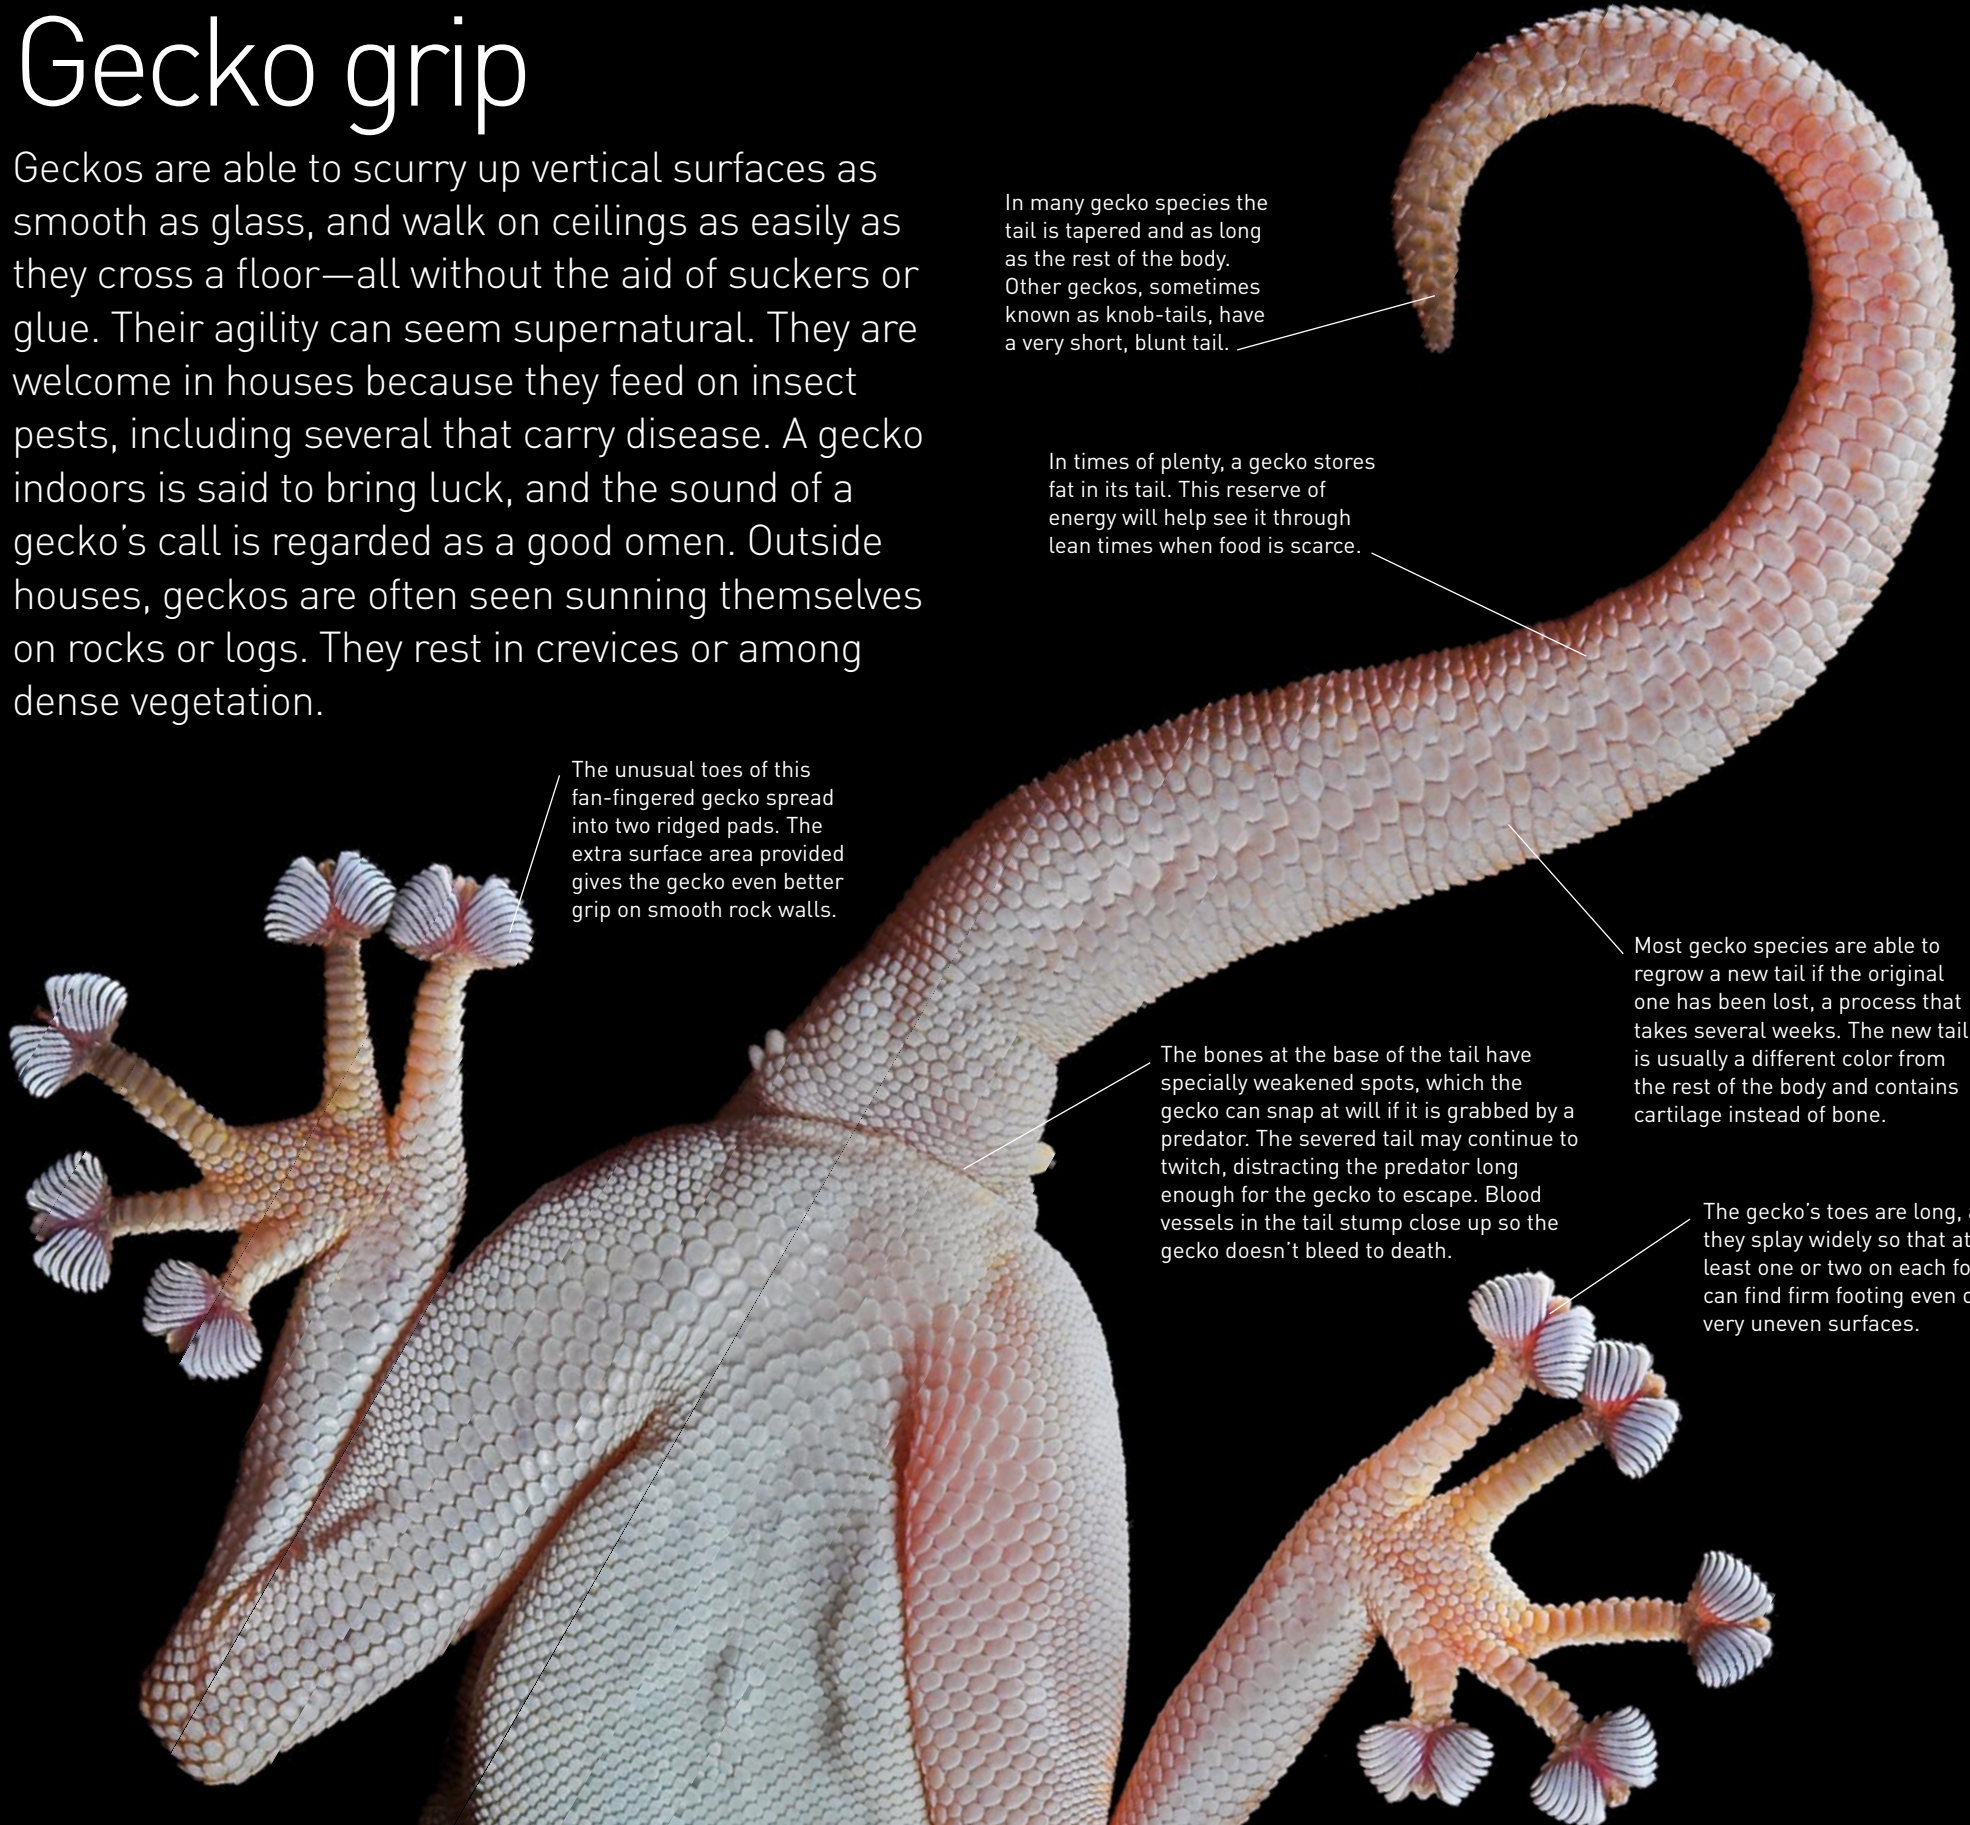 Gecko grip
Geckos are able to scurry up vertical surfaces as
smooth as glass, and walk on ceilings as easily as
they cross a floor—all without the aid of suckers or
glue. Their agility can seem supernatural. They are
welcome in houses because they feed on insect
pests, including several that carry disease. A gecko
indoors is said to bring luck, and the sound of a
gecko’s call is regarded as a good omen. Outside
houses, geckos are often seen sunning themselves
on rocks or logs. They rest in crevices or among
dense vegetation.
In many gecko species the
tail is tapered and as long
as the rest of the body.
Other geckos, sometimes
known as knob-tails, have
a very short, blunt tail.
In times of plenty, a gecko stores
fat in its tail. This reserve of
energy will help see it through
lean times when food is scarce.
The unusual toes of this
fan-fingered gecko spread
into two ridged pads. The
extra surface area provided
gives the gecko even better
grip on smooth rock walls.
Most gecko species are able to
regrow a new tail if the original
one has been lost, a process that
takes several weeks. The new tail
is usually a different color from
the rest of the body and contains
cartilage instead of bone.
The bones at the base of the tail have
specially weakened spots, which the
gecko can snap at will if it is grabbed by a
predator. The severed tail may continue to
twitch, distracting the predator long
enough for the gecko to escape. Blood
vessels in the tail stump close up so the
gecko doesn’t bleed to death.
The gecko’s toes are long,
they splay widely so that at
least one or two on each
can find firm footing even
very uneven surfaces.